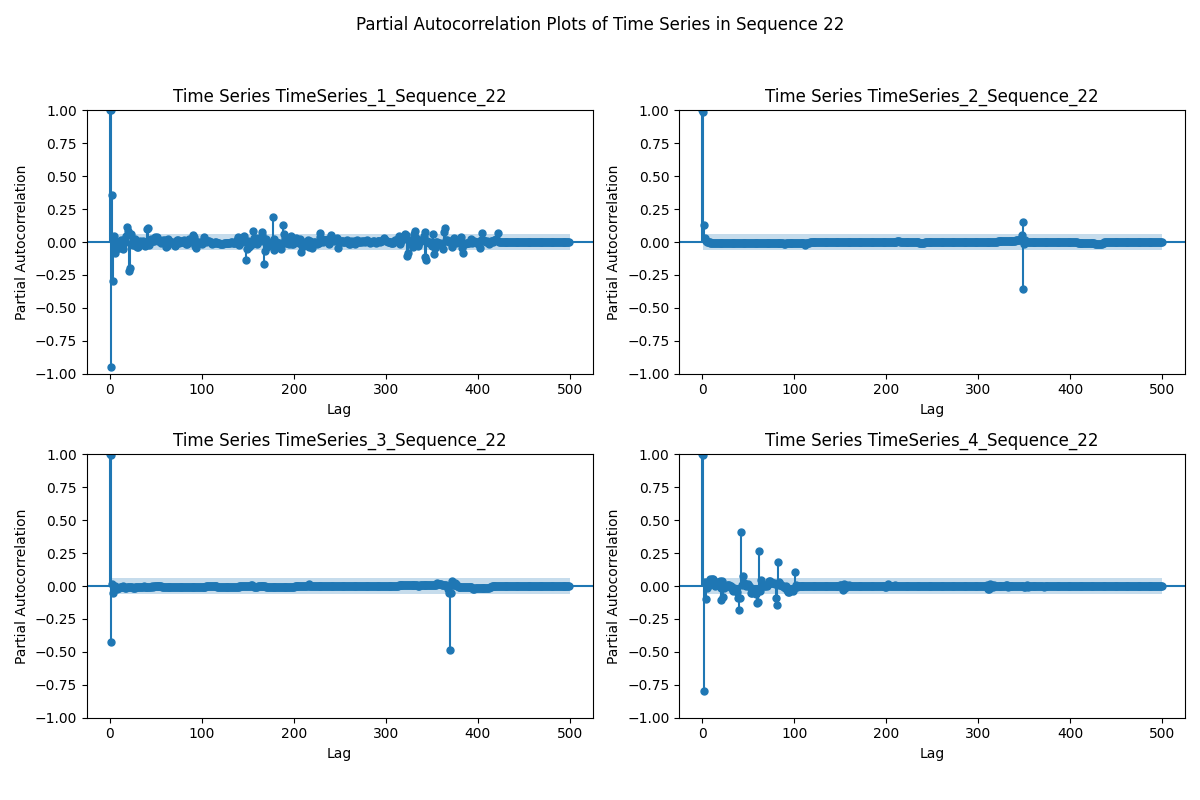 Partial Autocorrelation Plots of Time Series in Sequence 22
Time Series TimeSeries_1_Sequence_22
Partial Autocorrelation
1.00
0.75
0.50
0.25
0.00
−0.25
−0.50
−0.75
−1.00
0 100 200 300 400 500
Lag
Time Series TimeSeries_2_Sequence_22
Partial Autocorrelation
1.00
0.75
0.50
0.25
0.00
−0.25
−0.50
−0.75
−1.00
0 100 200 300 400 500
Lag
Time Series TimeSeries_3_Sequence_22
Partial Autocorrelation
1.00
0.75
0.50
0.25
0.00
−0.25
−0.50
−0.75
−1.00
0 100 200 300 400 500
Lag
Time Series TimeSeries_4_Sequence_22
Partial Autocorrelation
1.00
0.75
0.50
0.25
0.00
−0.25
−0.50
−0.75
−1.00
0 100 200 300 400 500
Lag